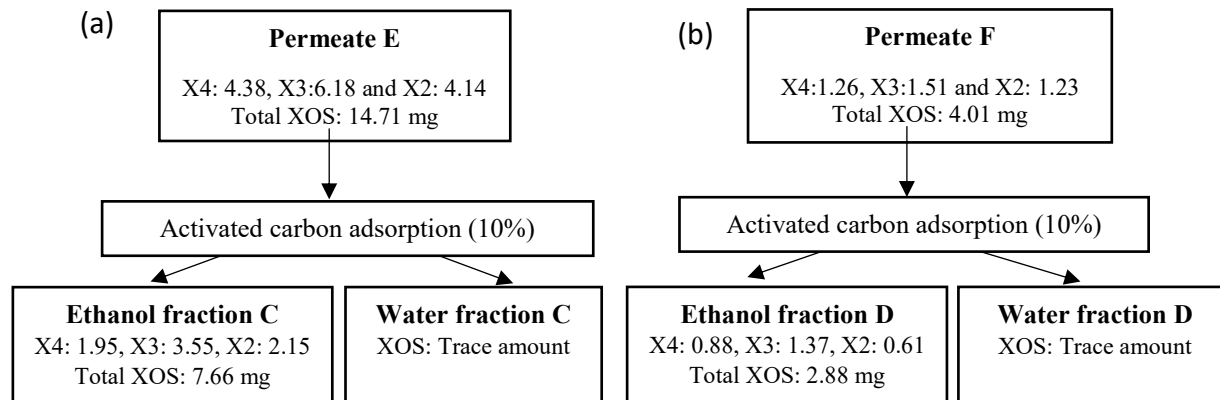 (a)
Permeate E
X4: 4.38, X3:6.18 and X2: 4.14
Total XOS: 14.71 mg
Activated carbon adsorption (10%)
Ethanol fraction C
X4: 1.95, X3: 3.55, X2: 2.15
Total XOS: 7.66 mg
Water fraction C
XOS: Trace amount
(b)
Permeate F
X4:1.26, X3:1.51 and X2: 1.23
Total XOS: 4.01 mg
Activated carbon adsorption (10%)
Ethanol fraction D
X4: 0.88, X3: 1.37, X2: 0.61
Total XOS: 2.88 mg
Water fraction D
XOS: Trace amount